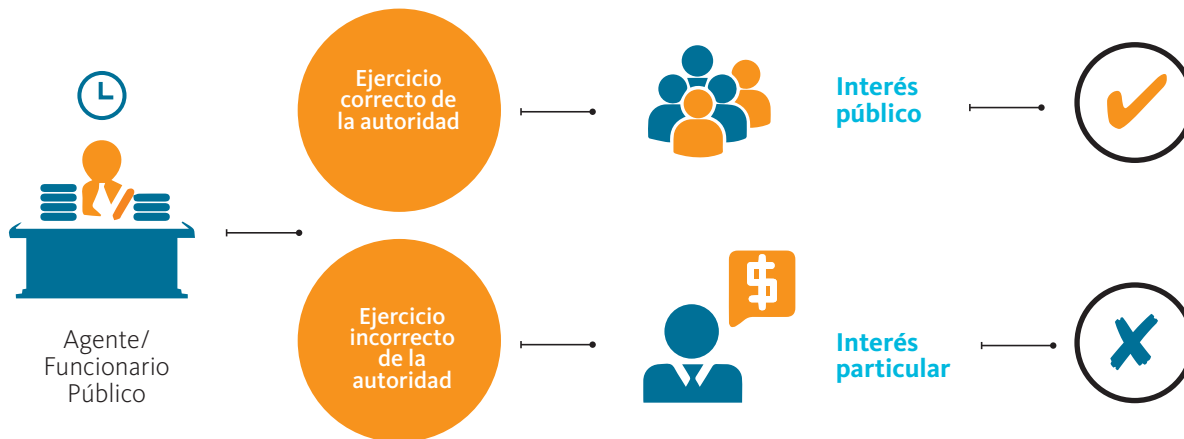 Ejercicio
correcto de
la autoridad
Interés
público
Agente/
Funcionario
Público
Ejercicio
incorrecto
de la
autoridad
$
Interés
particular